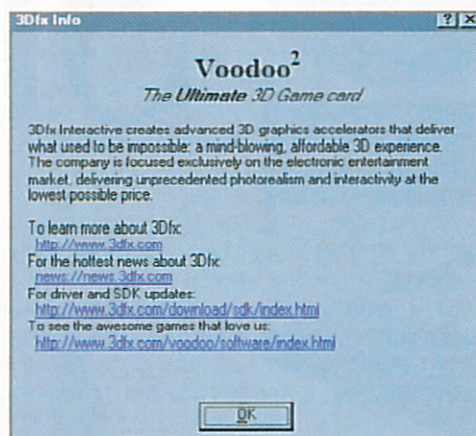 3Dfx Info
Voodoo²
The Ultimate 3D Game card
3Dfx Interactive creates advanced 3D graphics accelerators that deliver
what used to be impossible: a mind-blowing, affordable 3D experience.
The company is focused exclusively on the electronic entertainment
market, delivering unprecedented photorealism and interactivity at the
lowest possible price.
To learn more about 3Dfx:
http://www.3dfx.com
For the hottest news about 3Dfx:
news://news.3dfx.com
For driver and SDK updates:
http://www.3dfx.com/download/sdk/index.html
To see the awesome games that love us:
http://www.3dfx.com/voodoo/software/index.html
OK